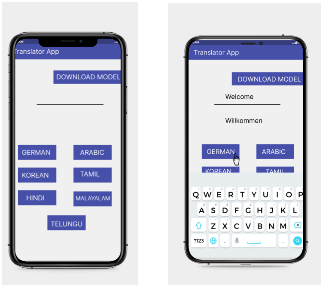 Translator App
DOWNLOAD MODEL
GERMAN ARABIC
KOREAN TAMIL
HINDI MALAYALAM
TELUNGU
Translator App
DOWNLOAD MODEL
Welcome
Willkommen
GERMAN ARABIC
KOREAN TAMIL
Q W E R T Y U I O P
A S D F G H J K L
Z X C V B N M
?123